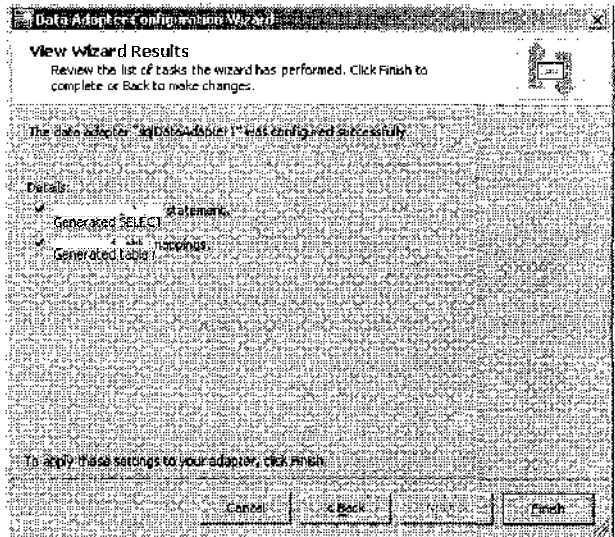 Data Adapter Configuration Wizard
View Wizard Results
Review the list of tasks the wizard has performed. Click Finish to
complete or Back to make changes.
The data adapter "sqlDataAdapter1" was configured successfully.
Details:
Generated SELECT statement.
Generated table mappings.
To apply these settings to your adapter, click Finish.
Cancel < Back Finish